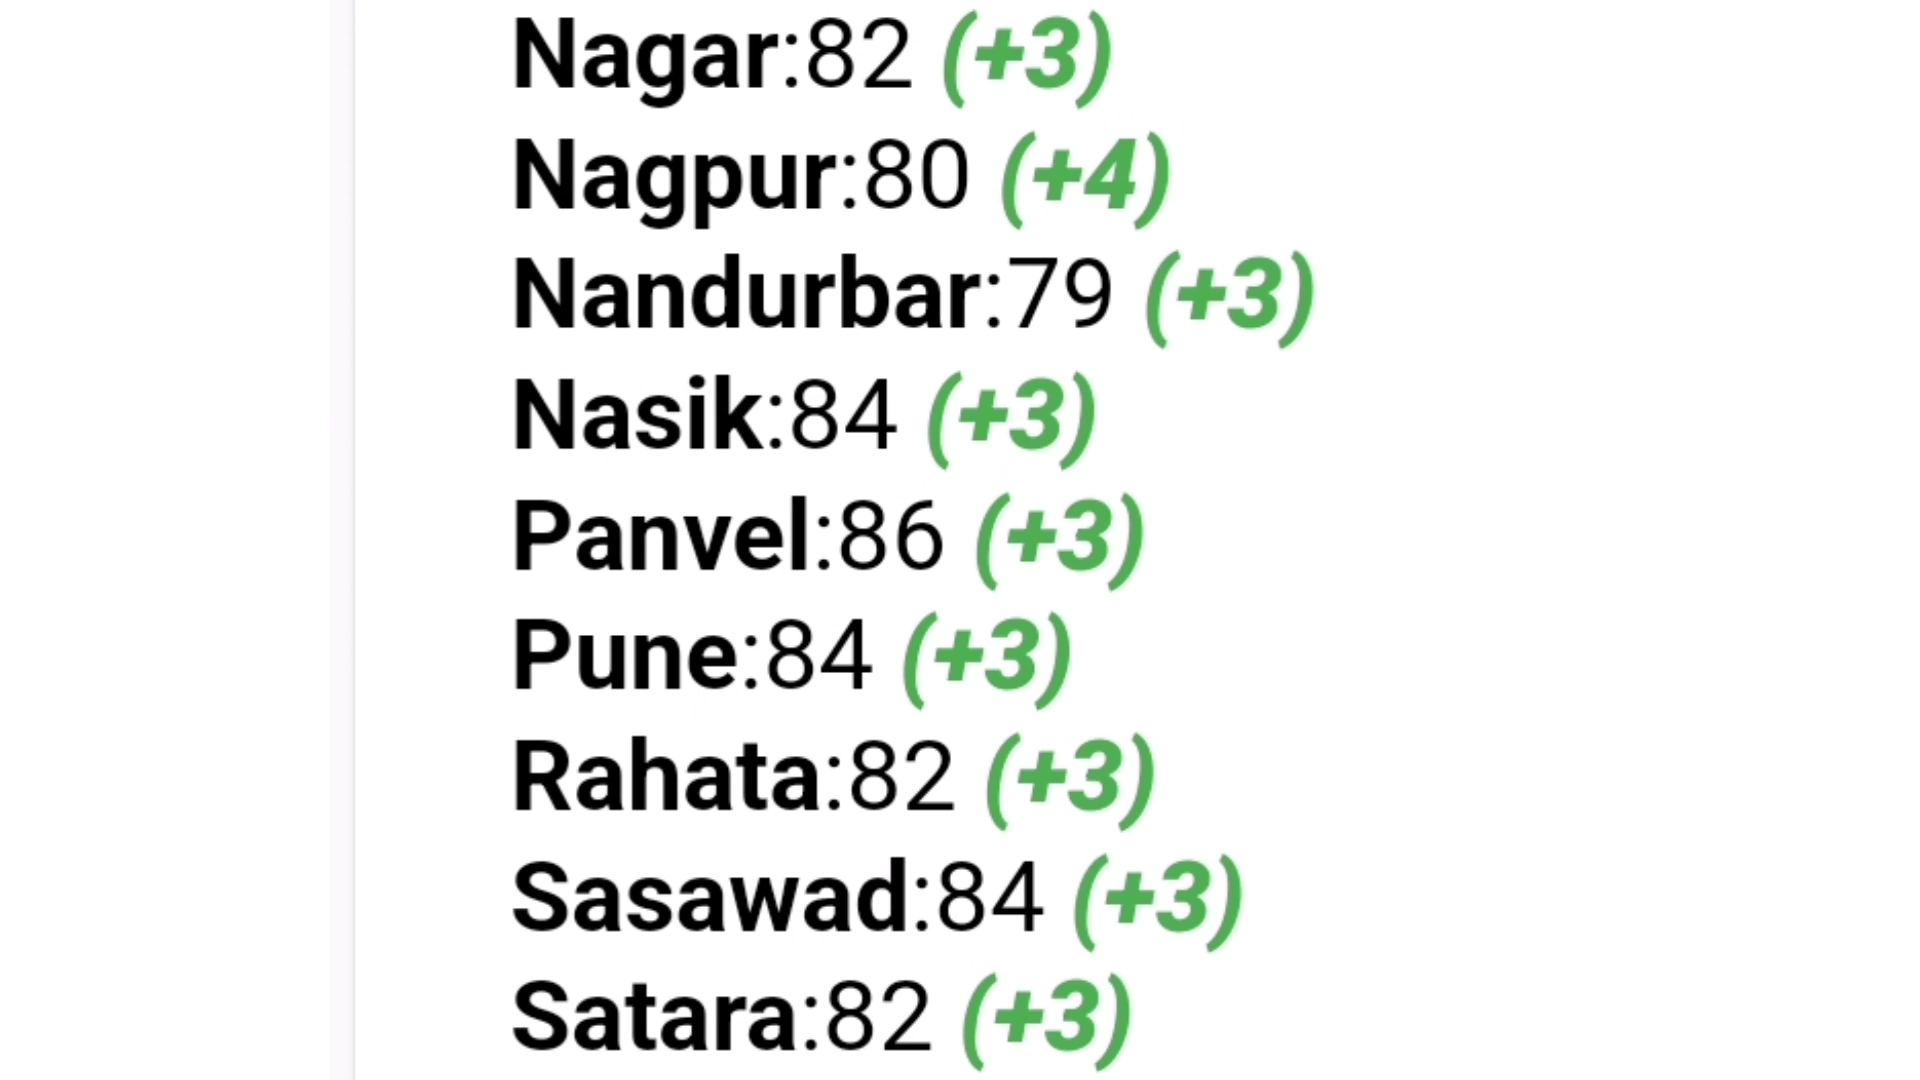 Nagar:82 (+3)
Nagpur:80 (+4)
Nandurbar:79 (+3)
Nasik:84 (+3)
Panvel:86 (+3)
Pune:84 (+3)
Rahata:82 (+3)
Sasawad:84 (+3)
Satara:82 (+3)